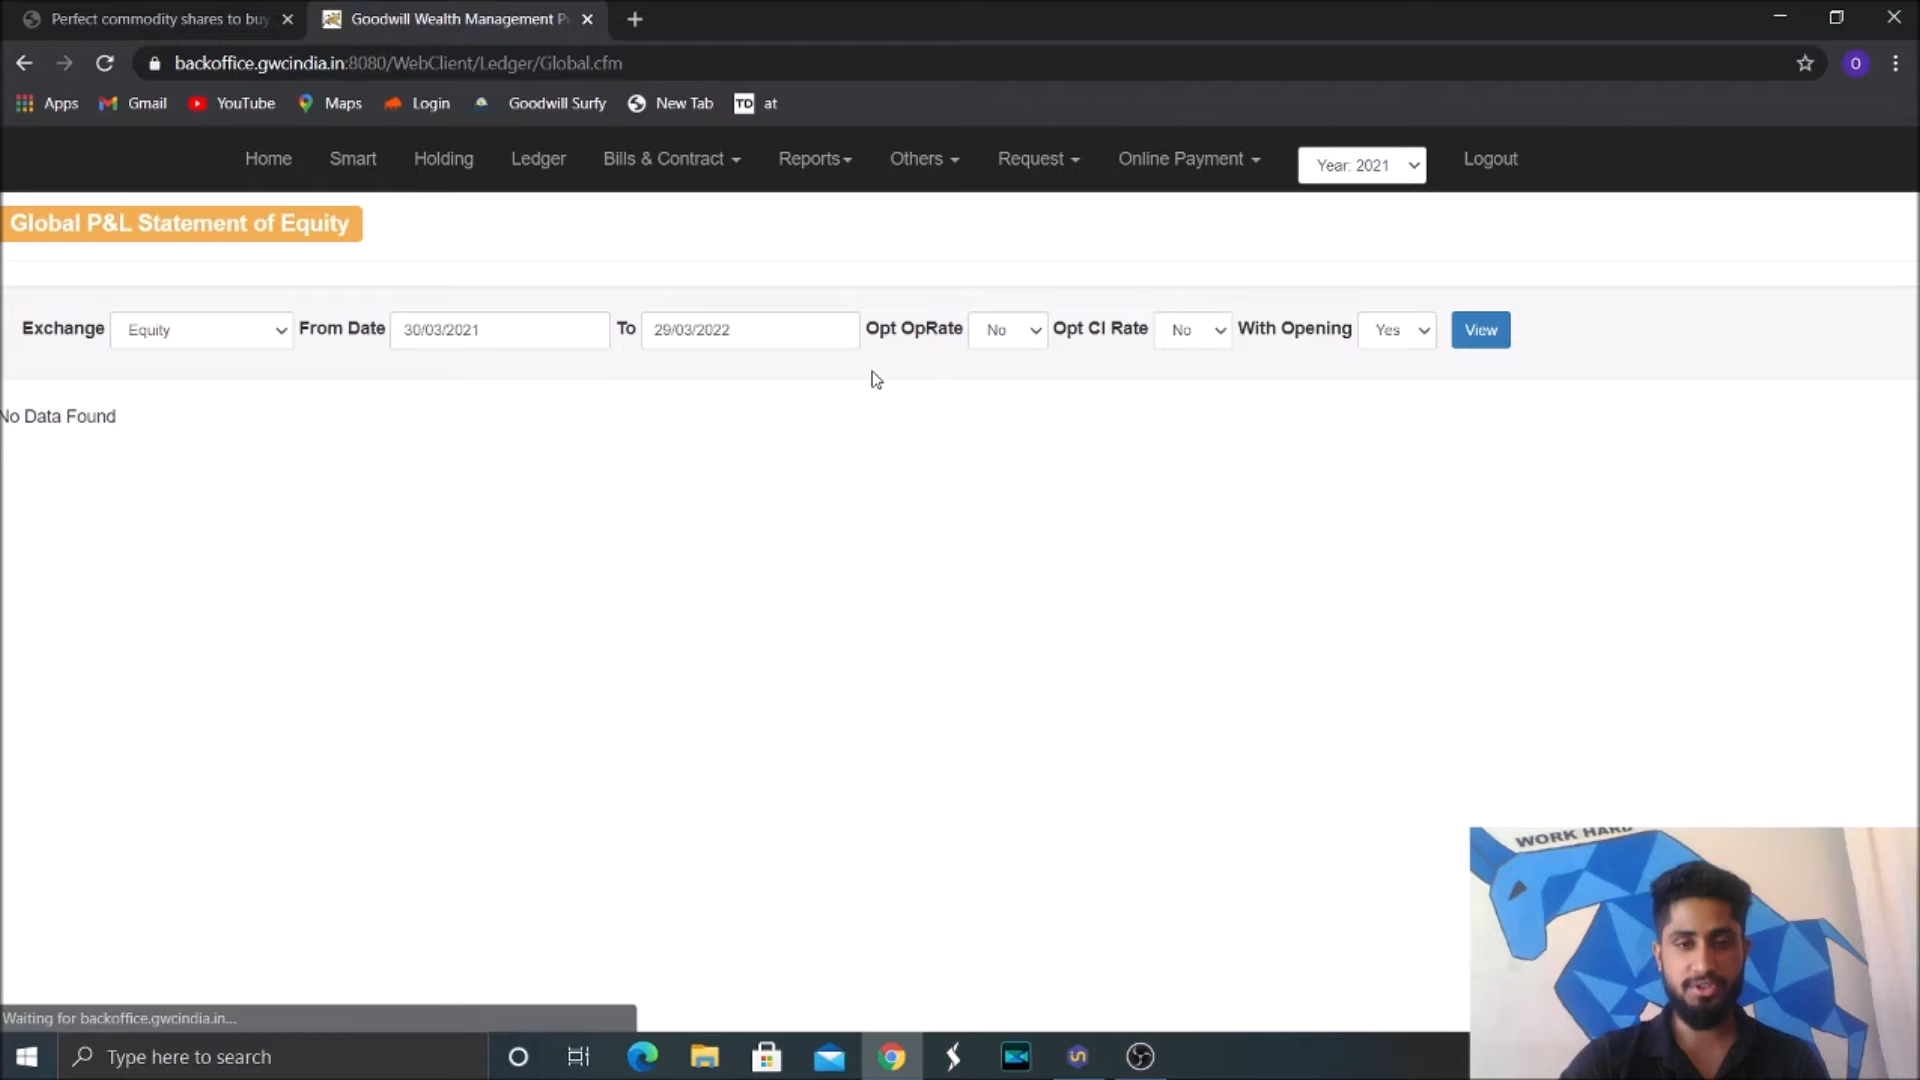 Perfect commodity shares to buy
Goodwill Wealth Management P
backoffice.gwcindia.in:8080/WebClient/Ledger/Global.cfm
O
Apps Gmail YouTube Maps Login Goodwill Surfy New Tab TD at
Home Smart Holding Ledger Bills & Contract Reports Others Request Online Payment Year: 2021 Logout
Global P&L Statement of Equity
Exchange Equity From Date 30/03/2021 To 29/03/2022 Opt OpRate No Opt Cl Rate No With Opening Yes View
No Data Found
WORK HARD
Waiting for backoffice.gwcindia.in...
Type here to search